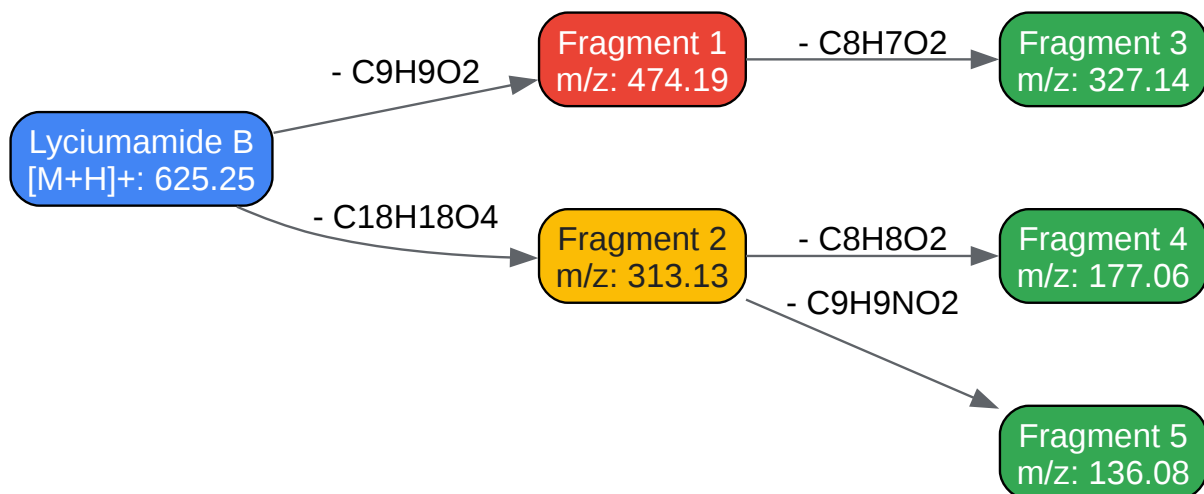 Fragment 1
m/z: 474.19
- C8H7O2
Fragment 3
m/z: 327.14
- C9H9O2
Lyciumamide B
[M+H]+: 625.25
- C18H18O4
Fragment 2
m/z: 313.13
- C8H8O2
Fragment 4
m/z: 177.06
- C9H9NO2
Fragment 5
m/z: 136.08